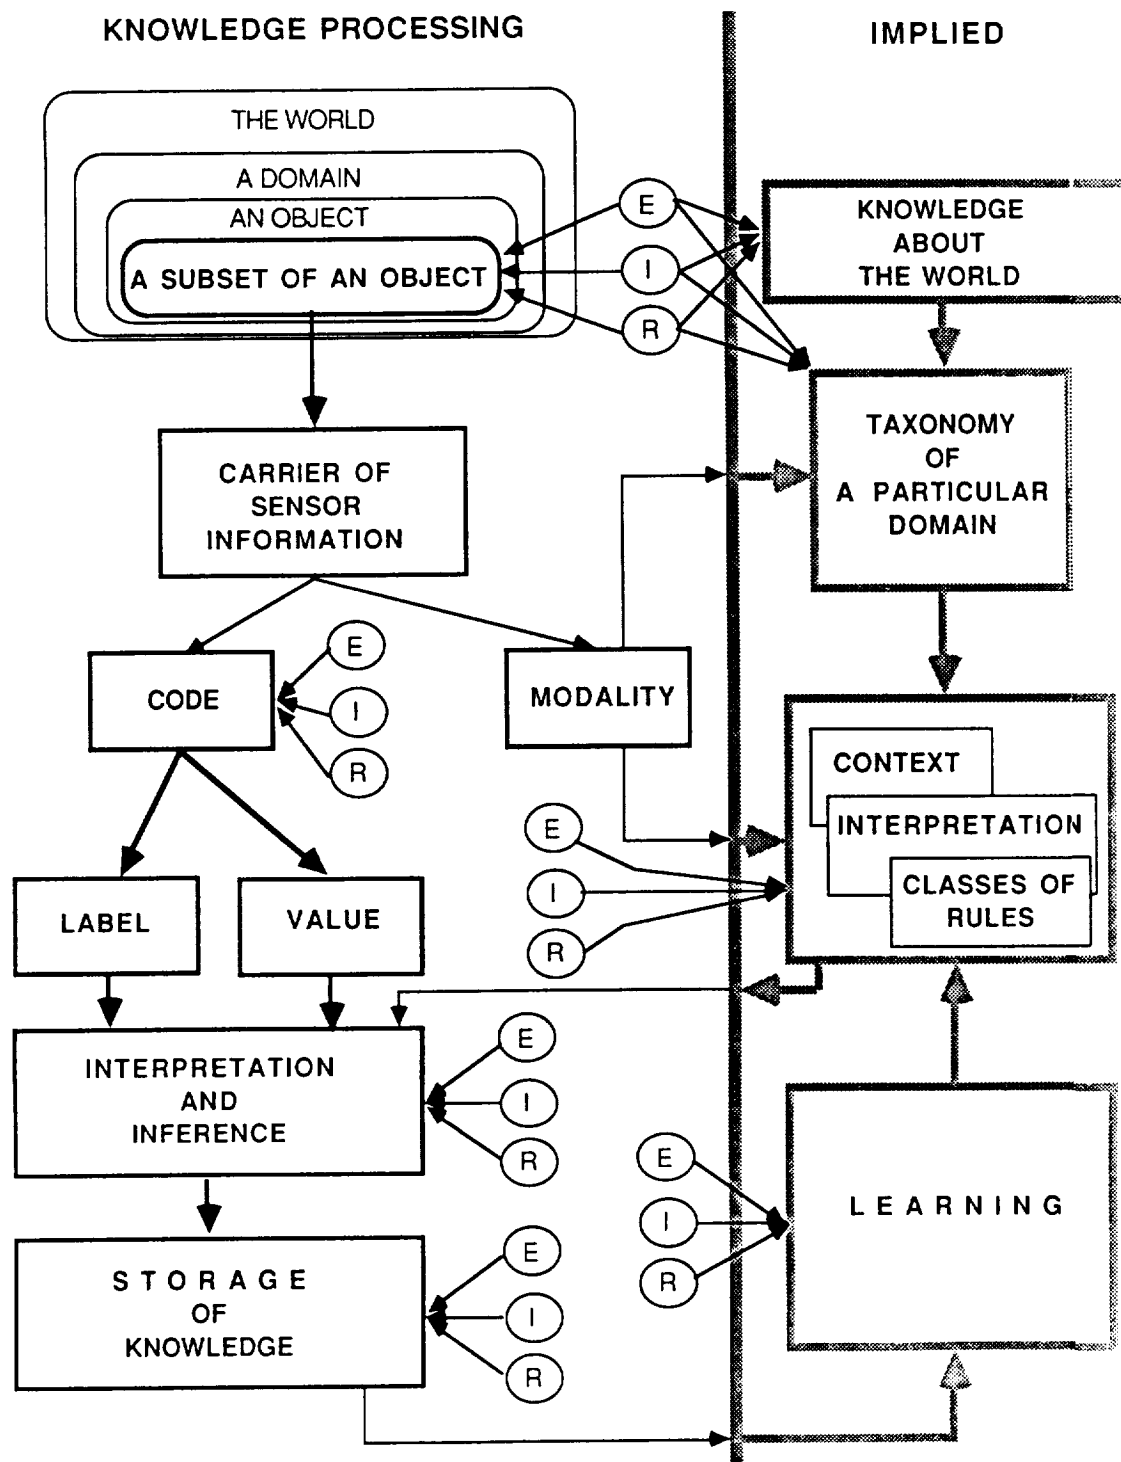 KNOWLEDGE PROCESSING
IMPLIED
THE WORLD
A DOMAIN
AN OBJECT
A SUBSET OF AN OBJECT
E
I
R
KNOWLEDGE
ABOUT
THE WORLD
TAXONOMY
OF
A PARTICULAR
DOMAIN
CARRIER OF
SENSOR
INFORMATION
CODE
E
I
R
MODALITY
CONTEXT
INTERPRETATION
CLASSES OF
RULES
E
I
R
LABEL
VALUE
INTERPRETATION
AND
INFERENCE
E
I
R
E
I
R
LEARNING
STORAGE
OF
KNOWLEDGE
E
I
R